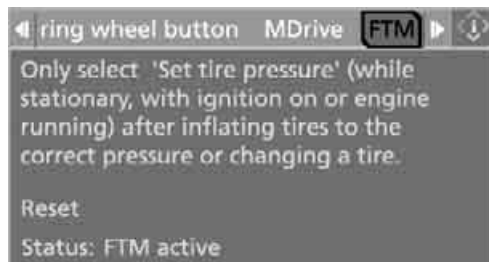 ring wheel button MDrive FTM
Only select 'Set tire pressure' (while
stationary, with ignition on or engine
running) after inflating tires to the
correct pressure or changing a tire.
Reset
Status: FTM active